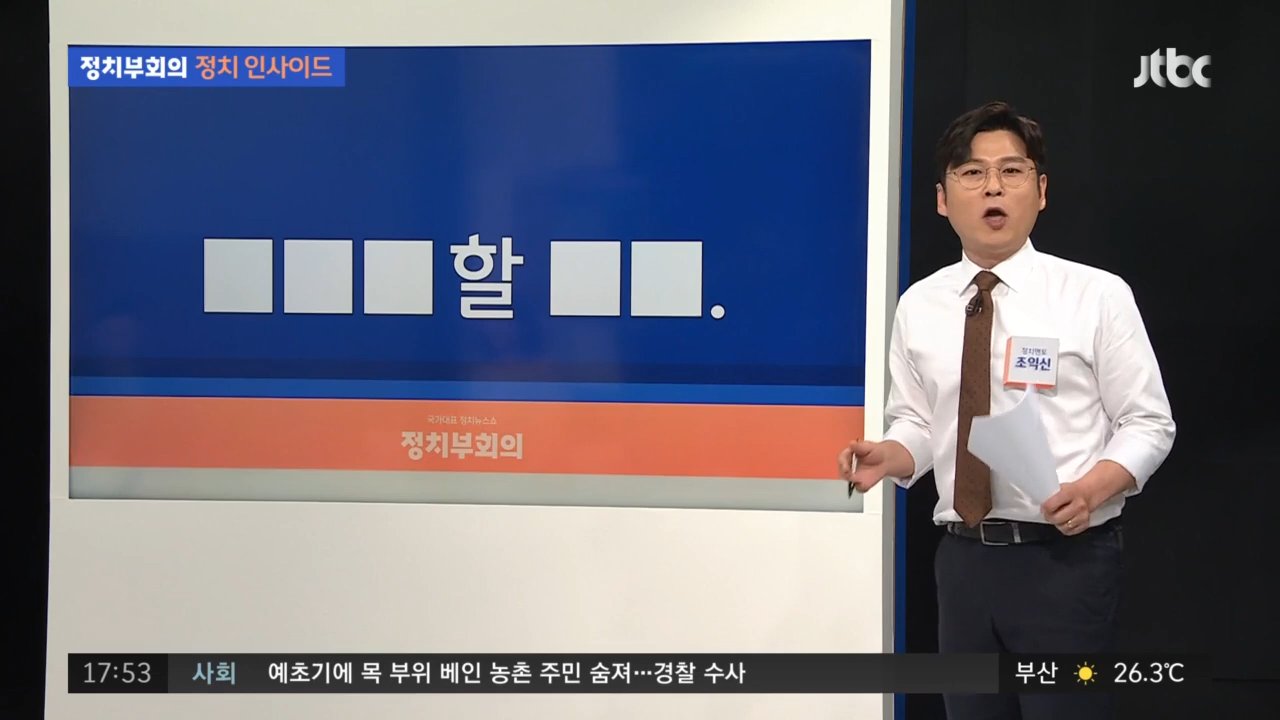 정치부회의 정치 인사이드
jtbc
할 .
정치멘토
조익신
국가대표 정치뉴스쇼
정치부회의
17:53 사회 예초기에 목 부위 베인 농촌 주민 숨져…경찰 수사 부산 26.3℃